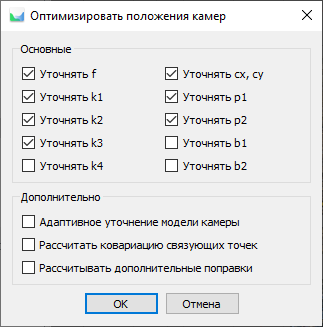 Оптимизировать положения камер
Основные
Уточнять f
Уточнять cx, cy
Уточнять k1
Уточнять p1
Уточнять k2
Уточнять p2
Уточнять k3
Уточнять b1
Уточнять k4
Уточнять b2
Дополнительно
Адаптивное уточнение модели камеры
Рассчитать ковариацию связующих точек
Рассчитывать дополнительные поправки
OK
Отмена